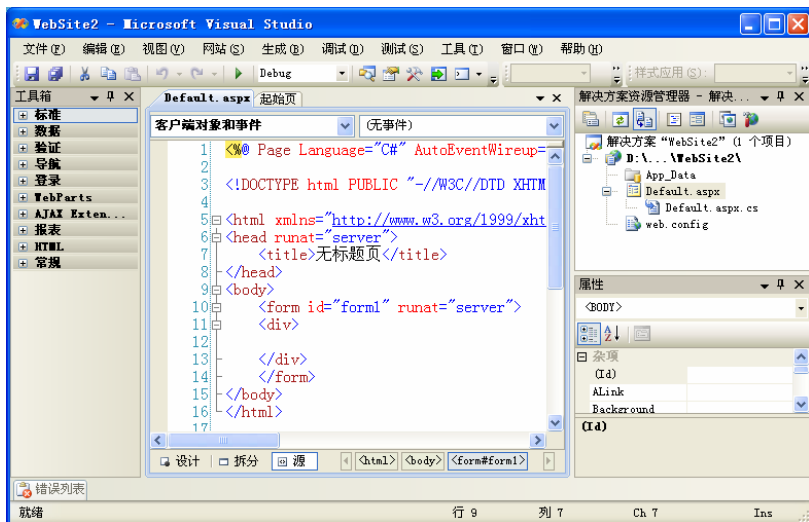 WebSite2 - Microsoft Visual Studio
文件(F) 编辑(E) 视图(V) 网站(S) 生成(B) 调试(D) 测试(S) 工具(T) 窗口(W) 帮助(H)
Debug 样式应用(S):
工具箱
标准
数据
验证
导航
登录
WebParts
AJAX Exten...
报表
HTML
常规
Default.aspx 起始页
客户端对象和事件 (无事件)
1 <%@ Page Language="C#" AutoEventWireup=
2
3 <!DOCTYPE html PUBLIC "-//W3C//DTD XHTM
4
5 <html xmlns="http://www.w3.org/1999/xht
6 <head runat="server">
7 <title>无标题页</title>
8 </head>
9 <body>
10 <form id="form1" runat="server">
11 <div>
12
13 </div>
14 </form>
15 </body>
16 </html>
17
设计 拆分 源 <html> <body> <form#form1>
解决方案资源管理器 - 解决...
解决方案 “WebSite2” (1 个项目)
D:\...\WebSite2\
App_Data
Default.aspx
Default.aspx.cs
web.config
属性
<BODY>
杂项
(Id)
ALink
Background
(Id)
错误列表
就绪 行 9 列 7 Ch 7 Ins